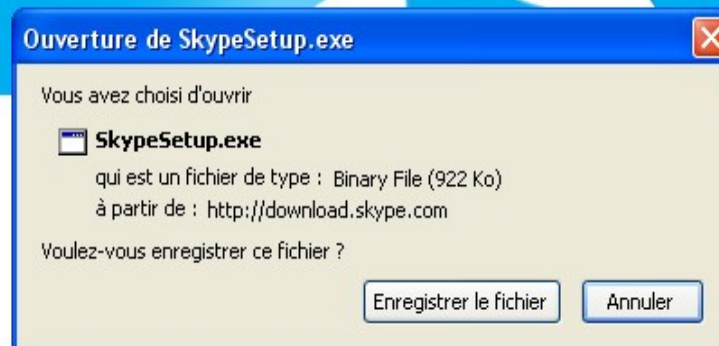 Ouverture de SkypeSetup.exe
Vous avez choisi d'ouvrir
SkypeSetup.exe
qui est un fichier de type : Binary File (922 Ko)
à partir de : http://download.skype.com
Voulez-vous enregistrer ce fichier ?
Enregistrer le fichier Annuler